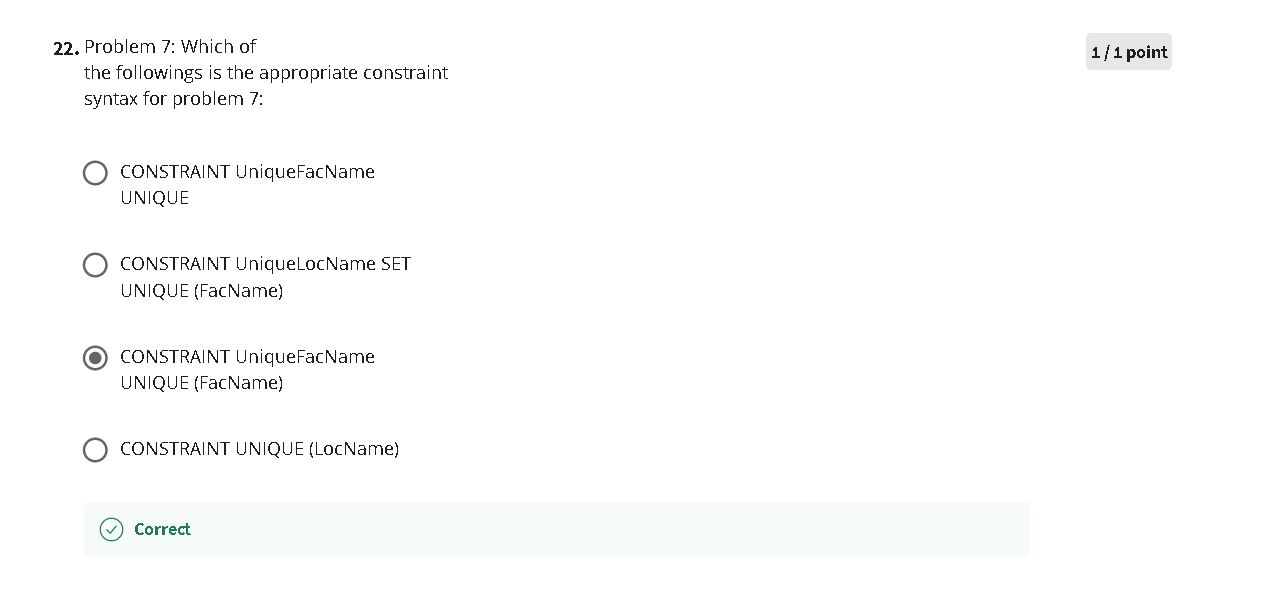 22. Problem 7: Which of
the followings is the appropriate constraint
syntax for problem 7:
1 / 1 point
CONSTRAINT UniqueFacName
UNIQUE
CONSTRAINT UniqueLocName SET
UNIQUE (FacName)
CONSTRAINT UniqueFacName
UNIQUE (FacName)
CONSTRAINT UNIQUE (LocName)
Correct